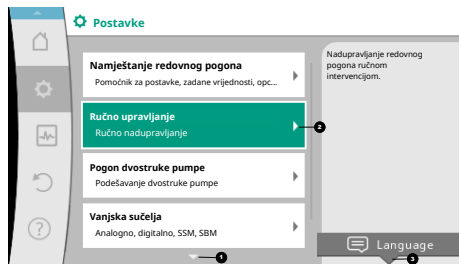 Postavke
Namještanje redovnog pogona
Pomoćnik za postavke, zadane vrijednosti, opc...
Ručno upravljanje
Ručno nadupravljanje
Pogon dvostruke pumpe
Podešavanje dvostruke pumpe
Vanjska sučelja
Analogno, digitalno, SSM, SBM
Nadupravljanje redovnog
pogona ručnom
intervencijom.
Language
1
2
3